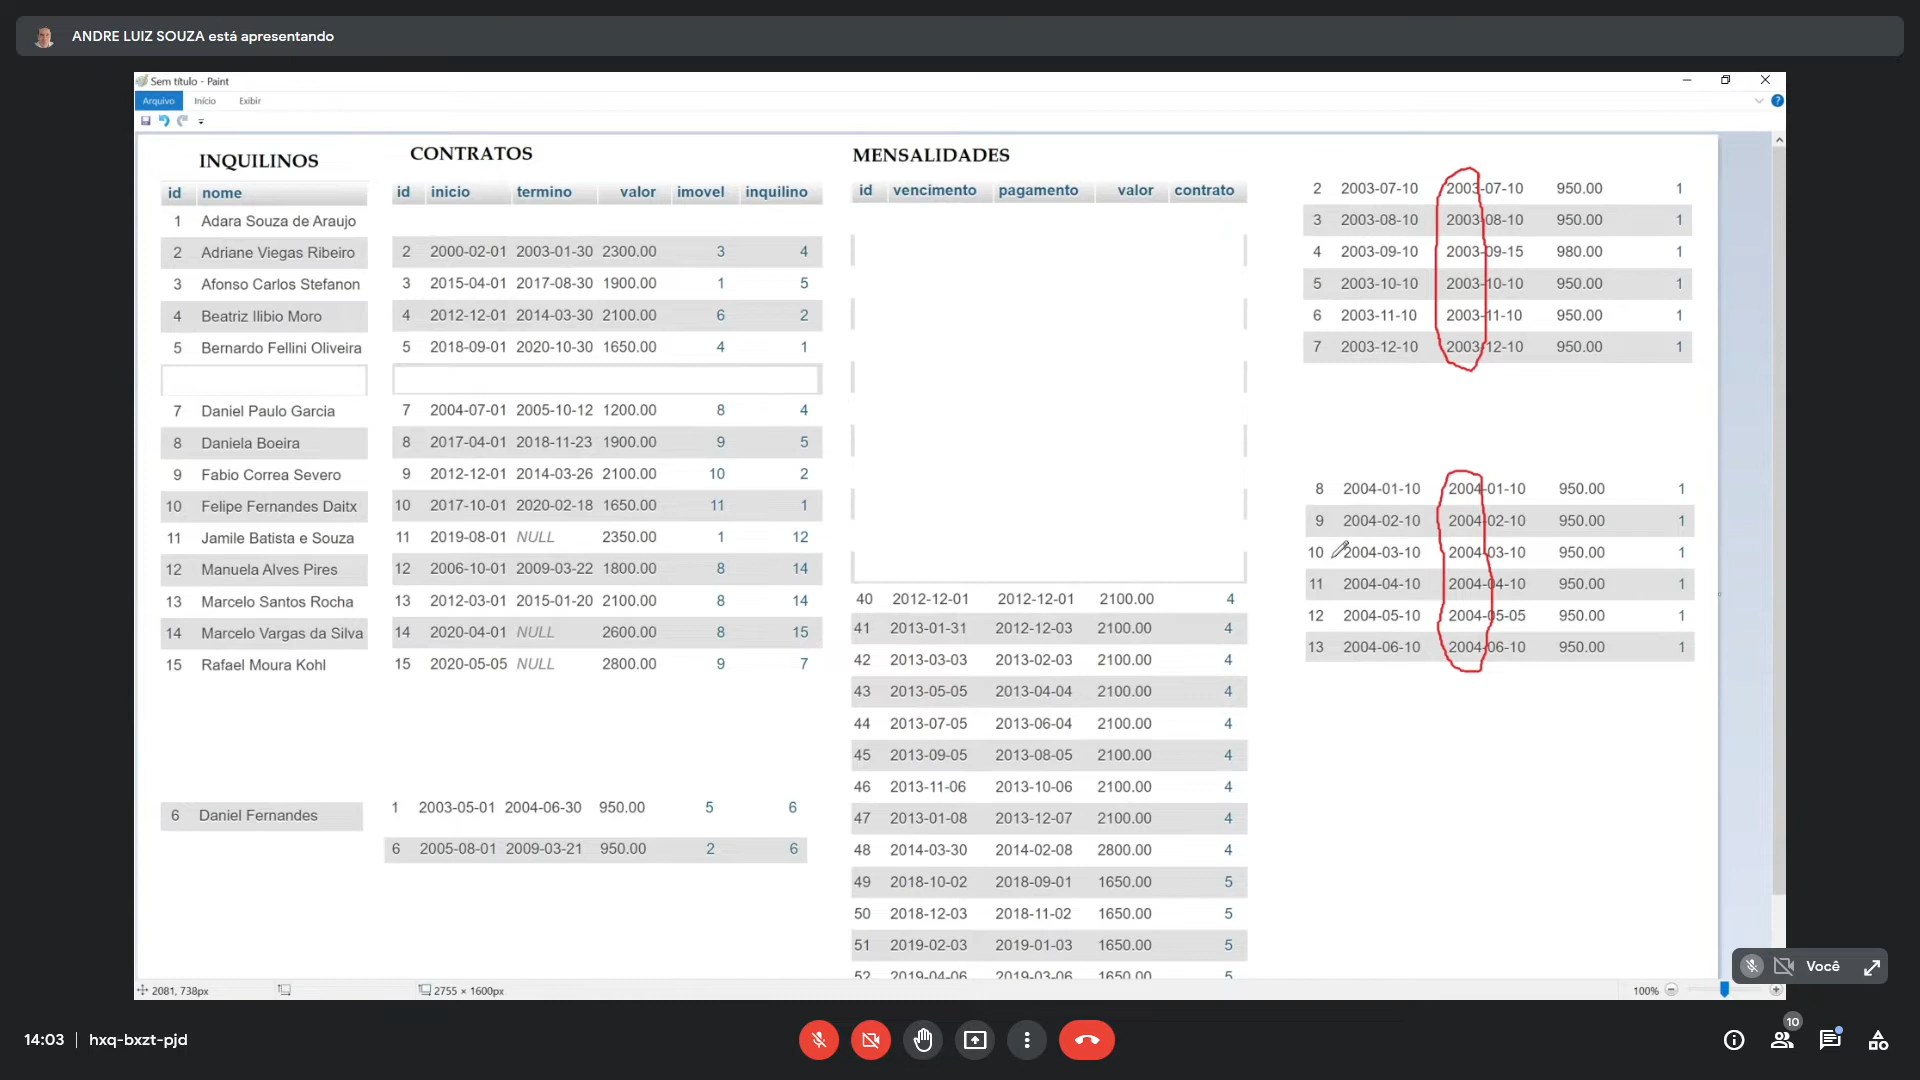 ANDRE LUIZ SOUZA está apresentando
Sem título - Paint
Arquivo Início Exibir
INQUILINOS
id nome
1 Adara Souza de Araujo
2 Adriane Viegas Ribeiro
3 Afonso Carlos Stefanon
4 Beatriz Ilibio Moro
5 Bernardo Fellini Oliveira
7 Daniel Paulo Garcia
8 Daniela Boeira
9 Fabio Correa Severo
10 Felipe Fernandes Daitx
11 Jamile Batista e Souza
12 Manuela Alves Pires
13 Marcelo Santos Rocha
14 Marcelo Vargas da Silva
15 Rafael Moura Kohl
6 Daniel Fernandes
CONTRATOS
id inicio termino valor imovel inquilino
2 2000-02-01 2003-01-30 2300.00 3 4
3 2015-04-01 2017-08-30 1900.00 1 5
4 2012-12-01 2014-03-30 2100.00 6 2
5 2018-09-01 2020-10-30 1650.00 4 1
7 2004-07-01 2005-10-12 1200.00 8 4
8 2017-04-01 2018-11-23 1900.00 9 5
9 2012-12-01 2014-03-26 2100.00 10 2
10 2017-10-01 2020-02-18 1650.00 11 1
11 2019-08-01 NULL 2350.00 1 12
12 2006-10-01 2009-03-22 1800.00 8 14
13 2012-03-01 2015-01-20 2100.00 8 14
14 2020-04-01 NULL 2600.00 8 15
15 2020-05-05 NULL 2800.00 9 7
1 2003-05-01 2004-06-30 950.00 5 6
6 2005-08-01 2009-03-21 950.00 2 6
MENSALIDADES
id vencimento pagamento valor contrato
40 2012-12-01 2012-12-01 2100.00 4
41 2013-01-31 2012-12-03 2100.00 4
42 2013-03-03 2013-02-03 2100.00 4
43 2013-05-05 2013-04-04 2100.00 4
44 2013-07-05 2013-06-04 2100.00 4
45 2013-09-05 2013-08-05 2100.00 4
46 2013-11-06 2013-10-06 2100.00 4
47 2013-01-08 2013-12-07 2100.00 4
48 2014-03-30 2014-02-08 2800.00 4
49 2018-10-02 2018-09-01 1650.00 5
50 2018-12-03 2018-11-02 1650.00 5
51 2019-02-03 2019-01-03 1650.00 5
52 2019-04-06 2019-03-06 1650.00 5
2 2003-07-10 2003-07-10 950.00 1
3 2003-08-10 2003-08-10 950.00 1
4 2003-09-10 2003-09-15 980.00 1
5 2003-10-10 2003-10-10 950.00 1
6 2003-11-10 2003-11-10 950.00 1
7 2003-12-10 2003-12-10 950.00 1
8 2004-01-10 2004-01-10 950.00 1
9 2004-02-10 2004-02-10 950.00 1
10 2004-03-10 2004-03-10 950.00 1
11 2004-04-10 2004-04-10 950.00 1
12 2004-05-10 2004-05-05 950.00 1
13 2004-06-10 2004-06-10 950.00 1
Você
2081, 738px
2755 × 1600px
100%
14:03 | hxq-bxzt-pjd
10